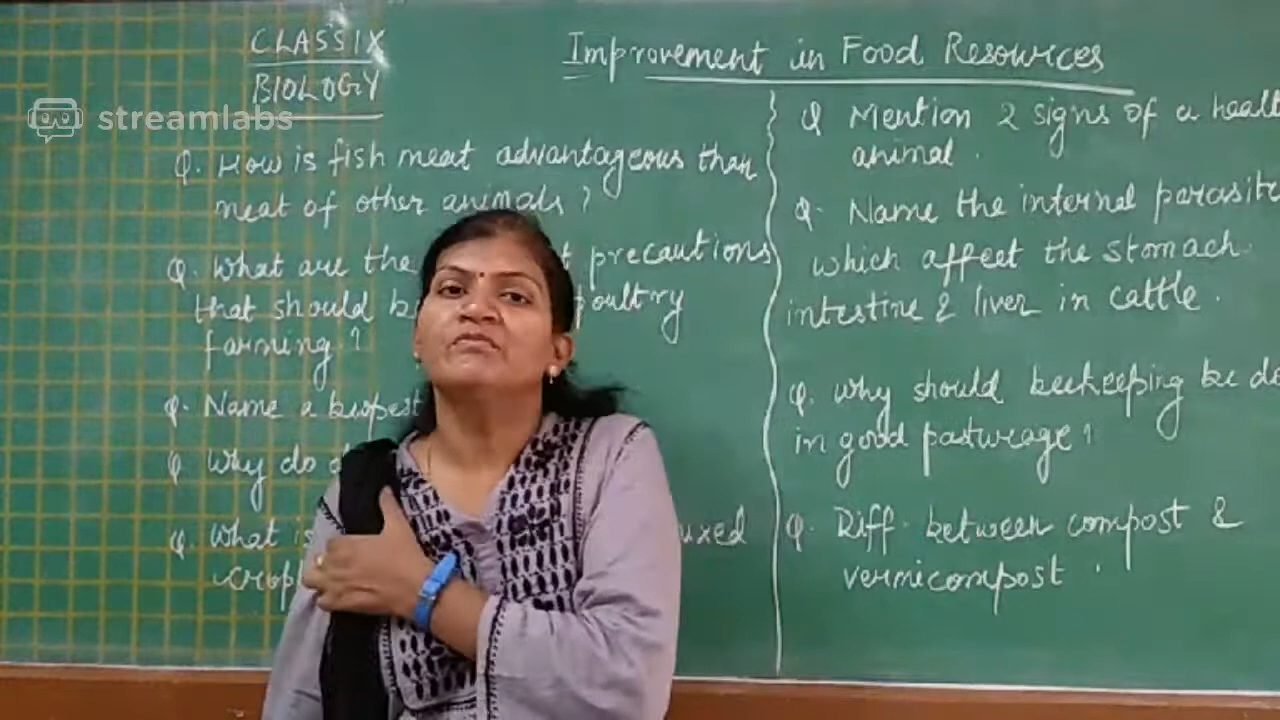 CLASS IX
BIOLOGY
streamlabs
Improvement in Food Resources
Q. How is fish meat advantageous than
meat of other animals ?
Q. What are the precautions
that should poultry
farming ?
Q. Name a
Q Why do
Q. What is
Q Mention 2 signs of a
animal .
Q. Name the internal parasite
which affect the stomach
intestine & liver in cattle .
Q. Why should beekeeping be
in good pasturage ?
Q. Diff. between compost &
vermicompost .